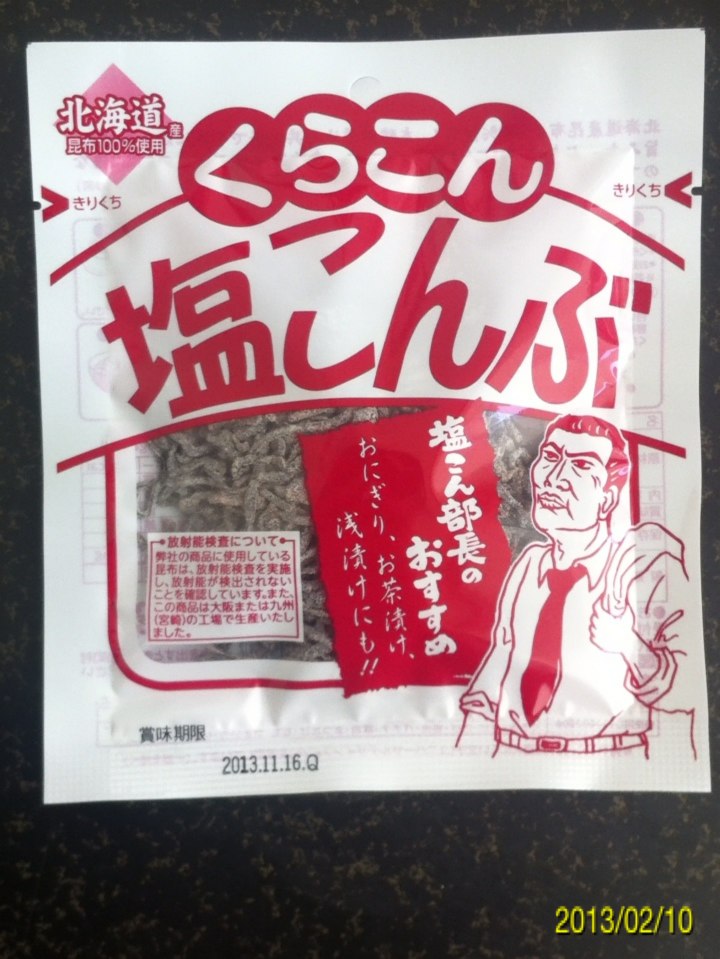 北海道産
昆布100%使用
くらこん
きりくち
きりくち
塩こんぶ
塩こん部長の
おすすめ
おにぎり、お茶漬け、
浅漬けにも!!
放射能検査について
弊社の商品に使用している
昆布は、放射能検査を実施
し、放射能が検出されない
ことを確認しています。また、
この商品は大阪または九州
(宮崎)の工場で生産いたし
ました。
賞味期限
2013.11.16.Q
2013/02/10